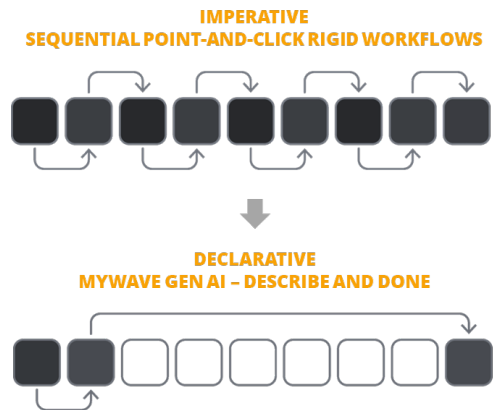 IMPERATIVE
SEQUENTIAL POINT-AND-CLICK RIGID WORKFLOWS
DECLARATIVE
MYWAVE GEN AI – DESCRIBE AND DONE